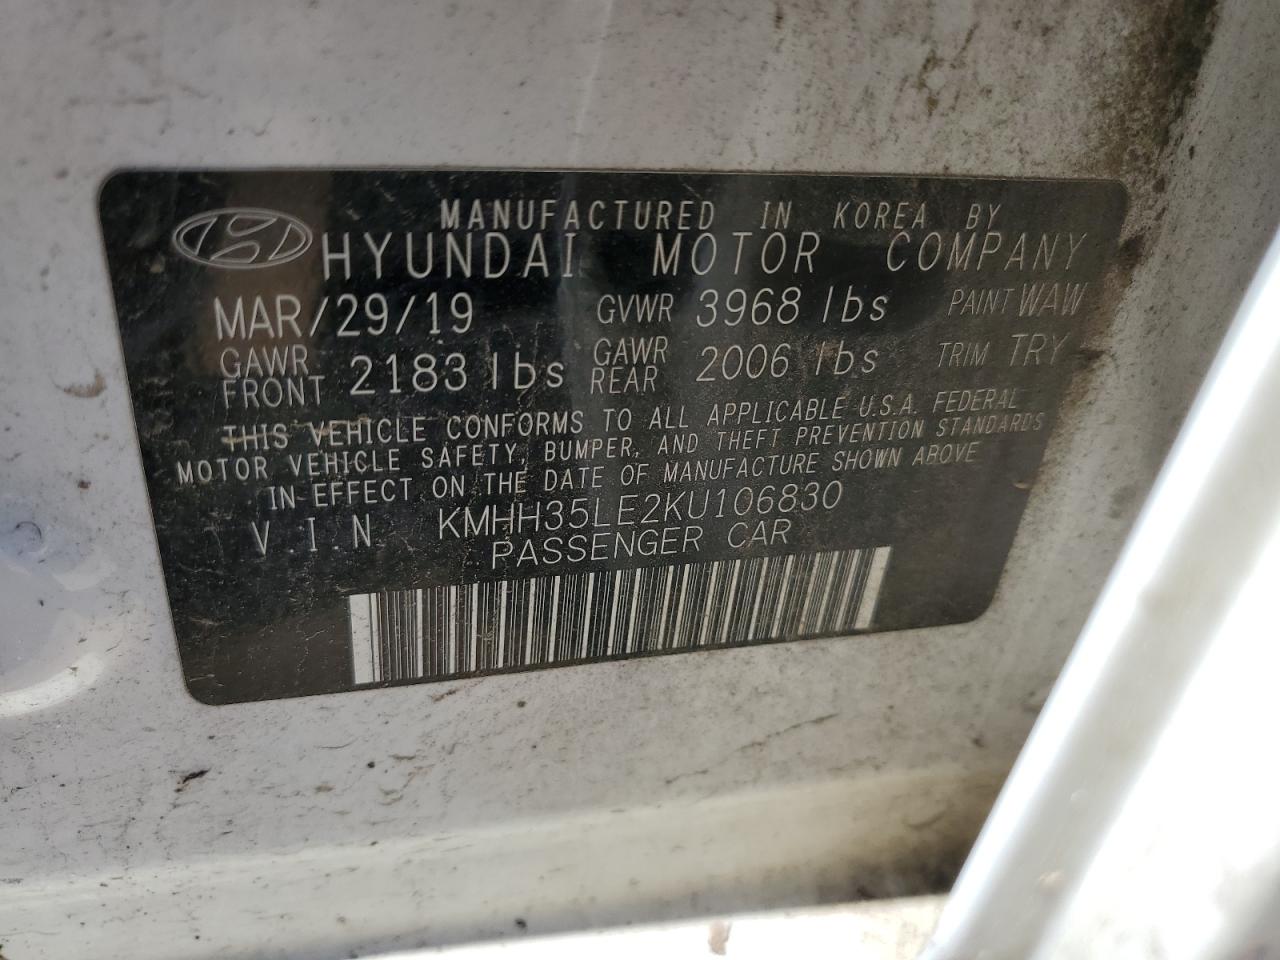 MANUFACTURED IN KOREA BY
HYUNDAI MOTOR COMPANY
MAR/29/19 GVWR 3968 lbs PAINT WAW
GAWR FRONT 2183 lbs GAWR REAR 2006 lbs TRIM TRY
THIS VEHICLE CONFORMS TO ALL APPLICABLE U.S.A. FEDERAL
MOTOR VEHICLE SAFETY, BUMPER, AND THEFT PREVENTION STANDARDS
IN EFFECT ON THE DATE OF MANUFACTURE SHOWN ABOVE
V.I.N KMHH35LE2KU106830
PASSENGER CAR